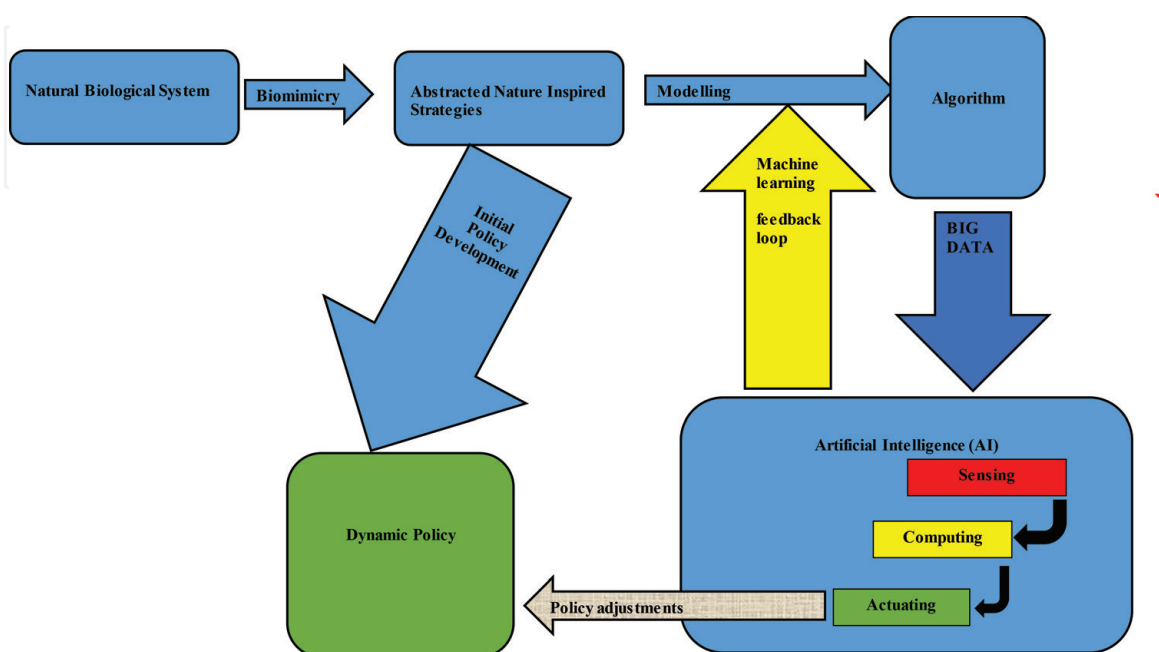 Natural Biological System
Biomimicry
Abstracted Nature Inspired
Strategies
Modelling
Algorithm
Initial
Policy
Development
Machine
learning
feedback
loop
BIG
DATA
Artificial Intelligence (AI)
Sensing
Computing
Actuating
Policy adjustments
Dynamic Policy